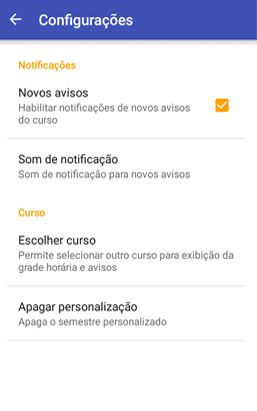 Configurações
Notificações
Novos avisos
Habilitar notificações de novos avisos
do curso
Som de notificação
Som de notificação para novos avisos
Curso
Escolher curso
Permite selecionar outro curso para exibição da
grade horária e avisos
Apagar personalização
Apaga o semestre personalizado